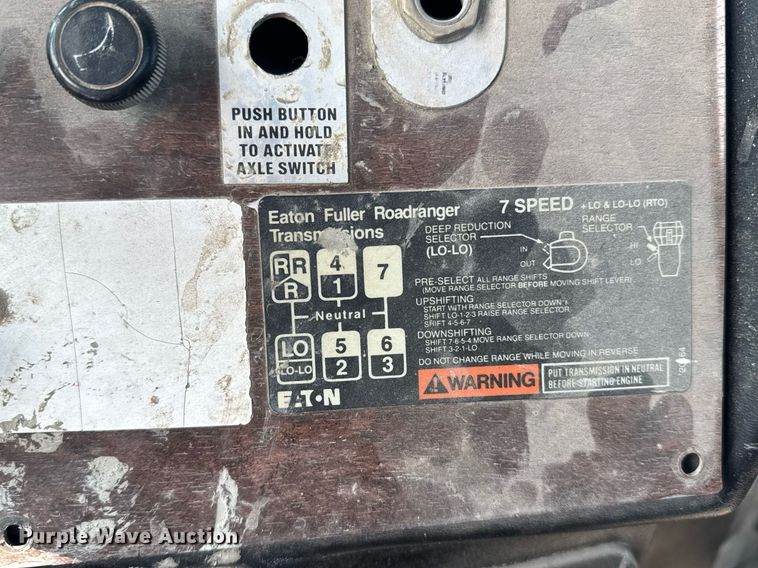 PUSH BUTTON
IN AND HOLD
TO ACTIVATE
AXLE SWITCH
Eaton Fuller Roadranger
Transmissions
7 SPEED + LO & LO-LO (RTO)
DEEP REDUCTION
SELECTOR
(LO-LO)
IN
OUT
RANGE
SELECTOR
HI
LO
RR 4 7
R 1
Neutral
LO 5 6
LO-LO 2 3
EATON
PRE-SELECT ALL RANGE SHIFTS
(MOVE RANGE SELECTOR BEFORE MOVING SHIFT LEVER)
UPSHIFTING
START WITH RANGE SELECTOR DOWN
SHIFT LO-1-2-3 RAISE RANGE SELECTOR
SHIFT 4-5-6-7
DOWNSHIFTING
SHIFT 7-6-5-4 MOVE RANGE SELECTOR DOWN
SHIFT 3-2-1-LO
DO NOT CHANGE RANGE WHILE MOVING IN REVERSE
WARNING
PUT TRANSMISSION IN NEUTRAL
BEFORE STARTING ENGINE
Purple Wave Auction
Purple Wave Auction